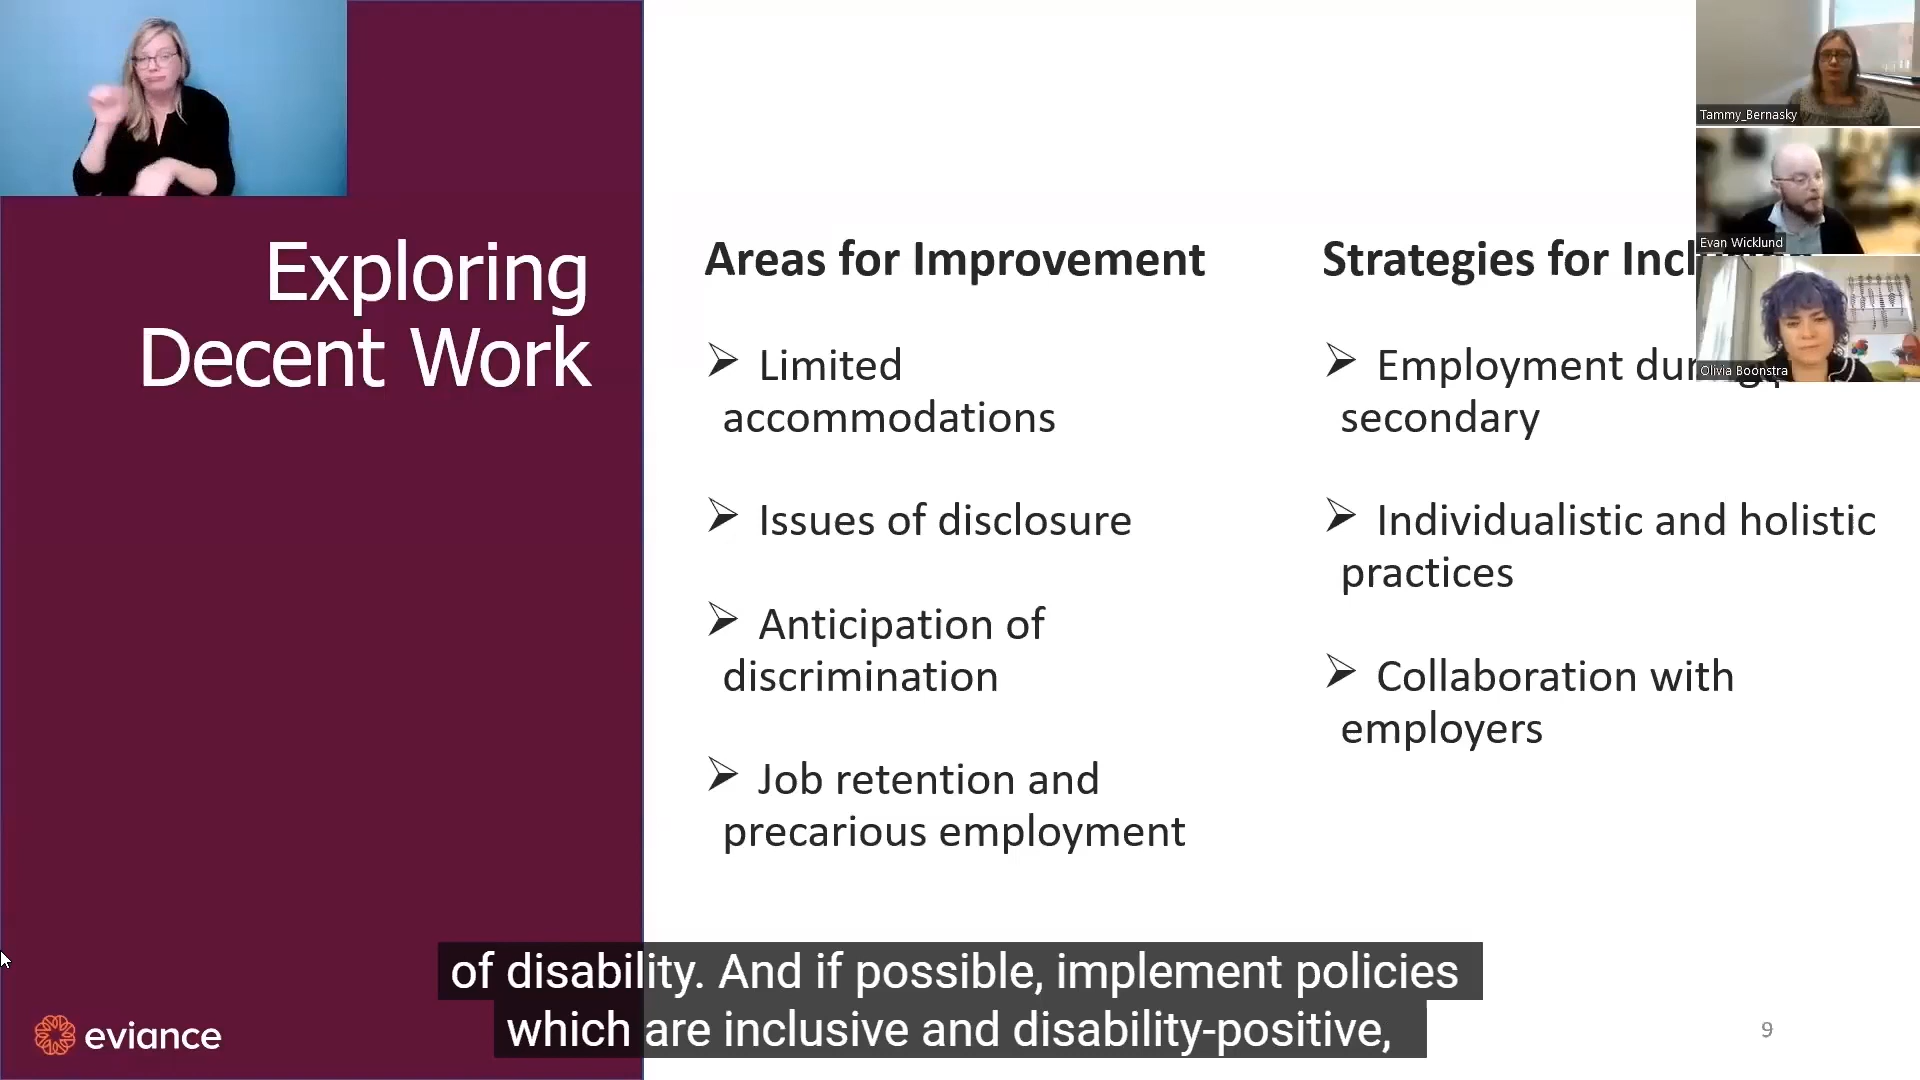 Tammy_Bernasky
Evan Wicklund
Olivia Boonstra
Exploring
Decent Work
Areas for Improvement
➢ Limited
accommodations
➢ Issues of disclosure
➢ Anticipation of
discrimination
➢ Job retention and
precarious employment
Strategies for
➢ Employment
secondary
➢ Individualistic and holistic
practices
➢ Collaboration with
employers
of disability. And if possible, implement policies
which are inclusive and disability-positive,
eviance
9